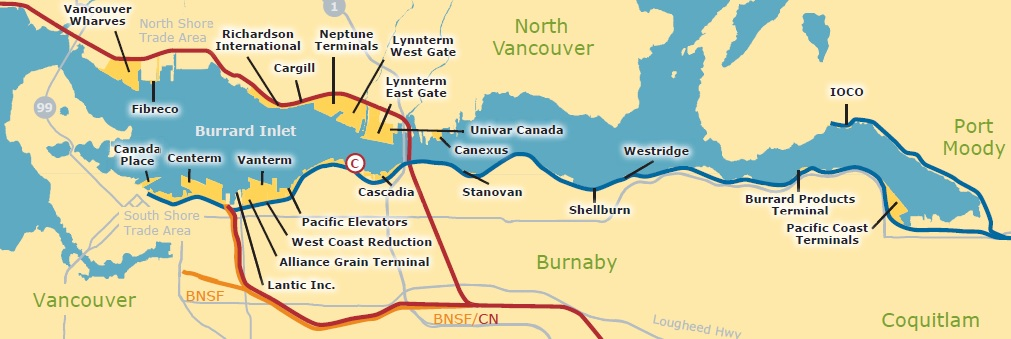 Vancouver
Wharves
North Shore
Trade Area
1
Richardson
International
Neptune
Terminals
Lynnterm
West Gate
North
Vancouver
Cargill
Lynnterm
East Gate
IOCO
99
Fibreco
Burrard Inlet
Univar Canada
Port
Moody
Canada
Place
Centerm
Vanterm
C
Canexus
Westridge
Cascadia
Stanovan
Shellburn
Burrard Products
Terminal
South Shore
Trade Area
Pacific Elevators
West Coast Reduction
Alliance Grain Terminal
Lantic Inc.
Pacific Coast
Terminals
Burnaby
Vancouver
BNSF
BNSF/CN
Lougheed Hwy
Coquitlam